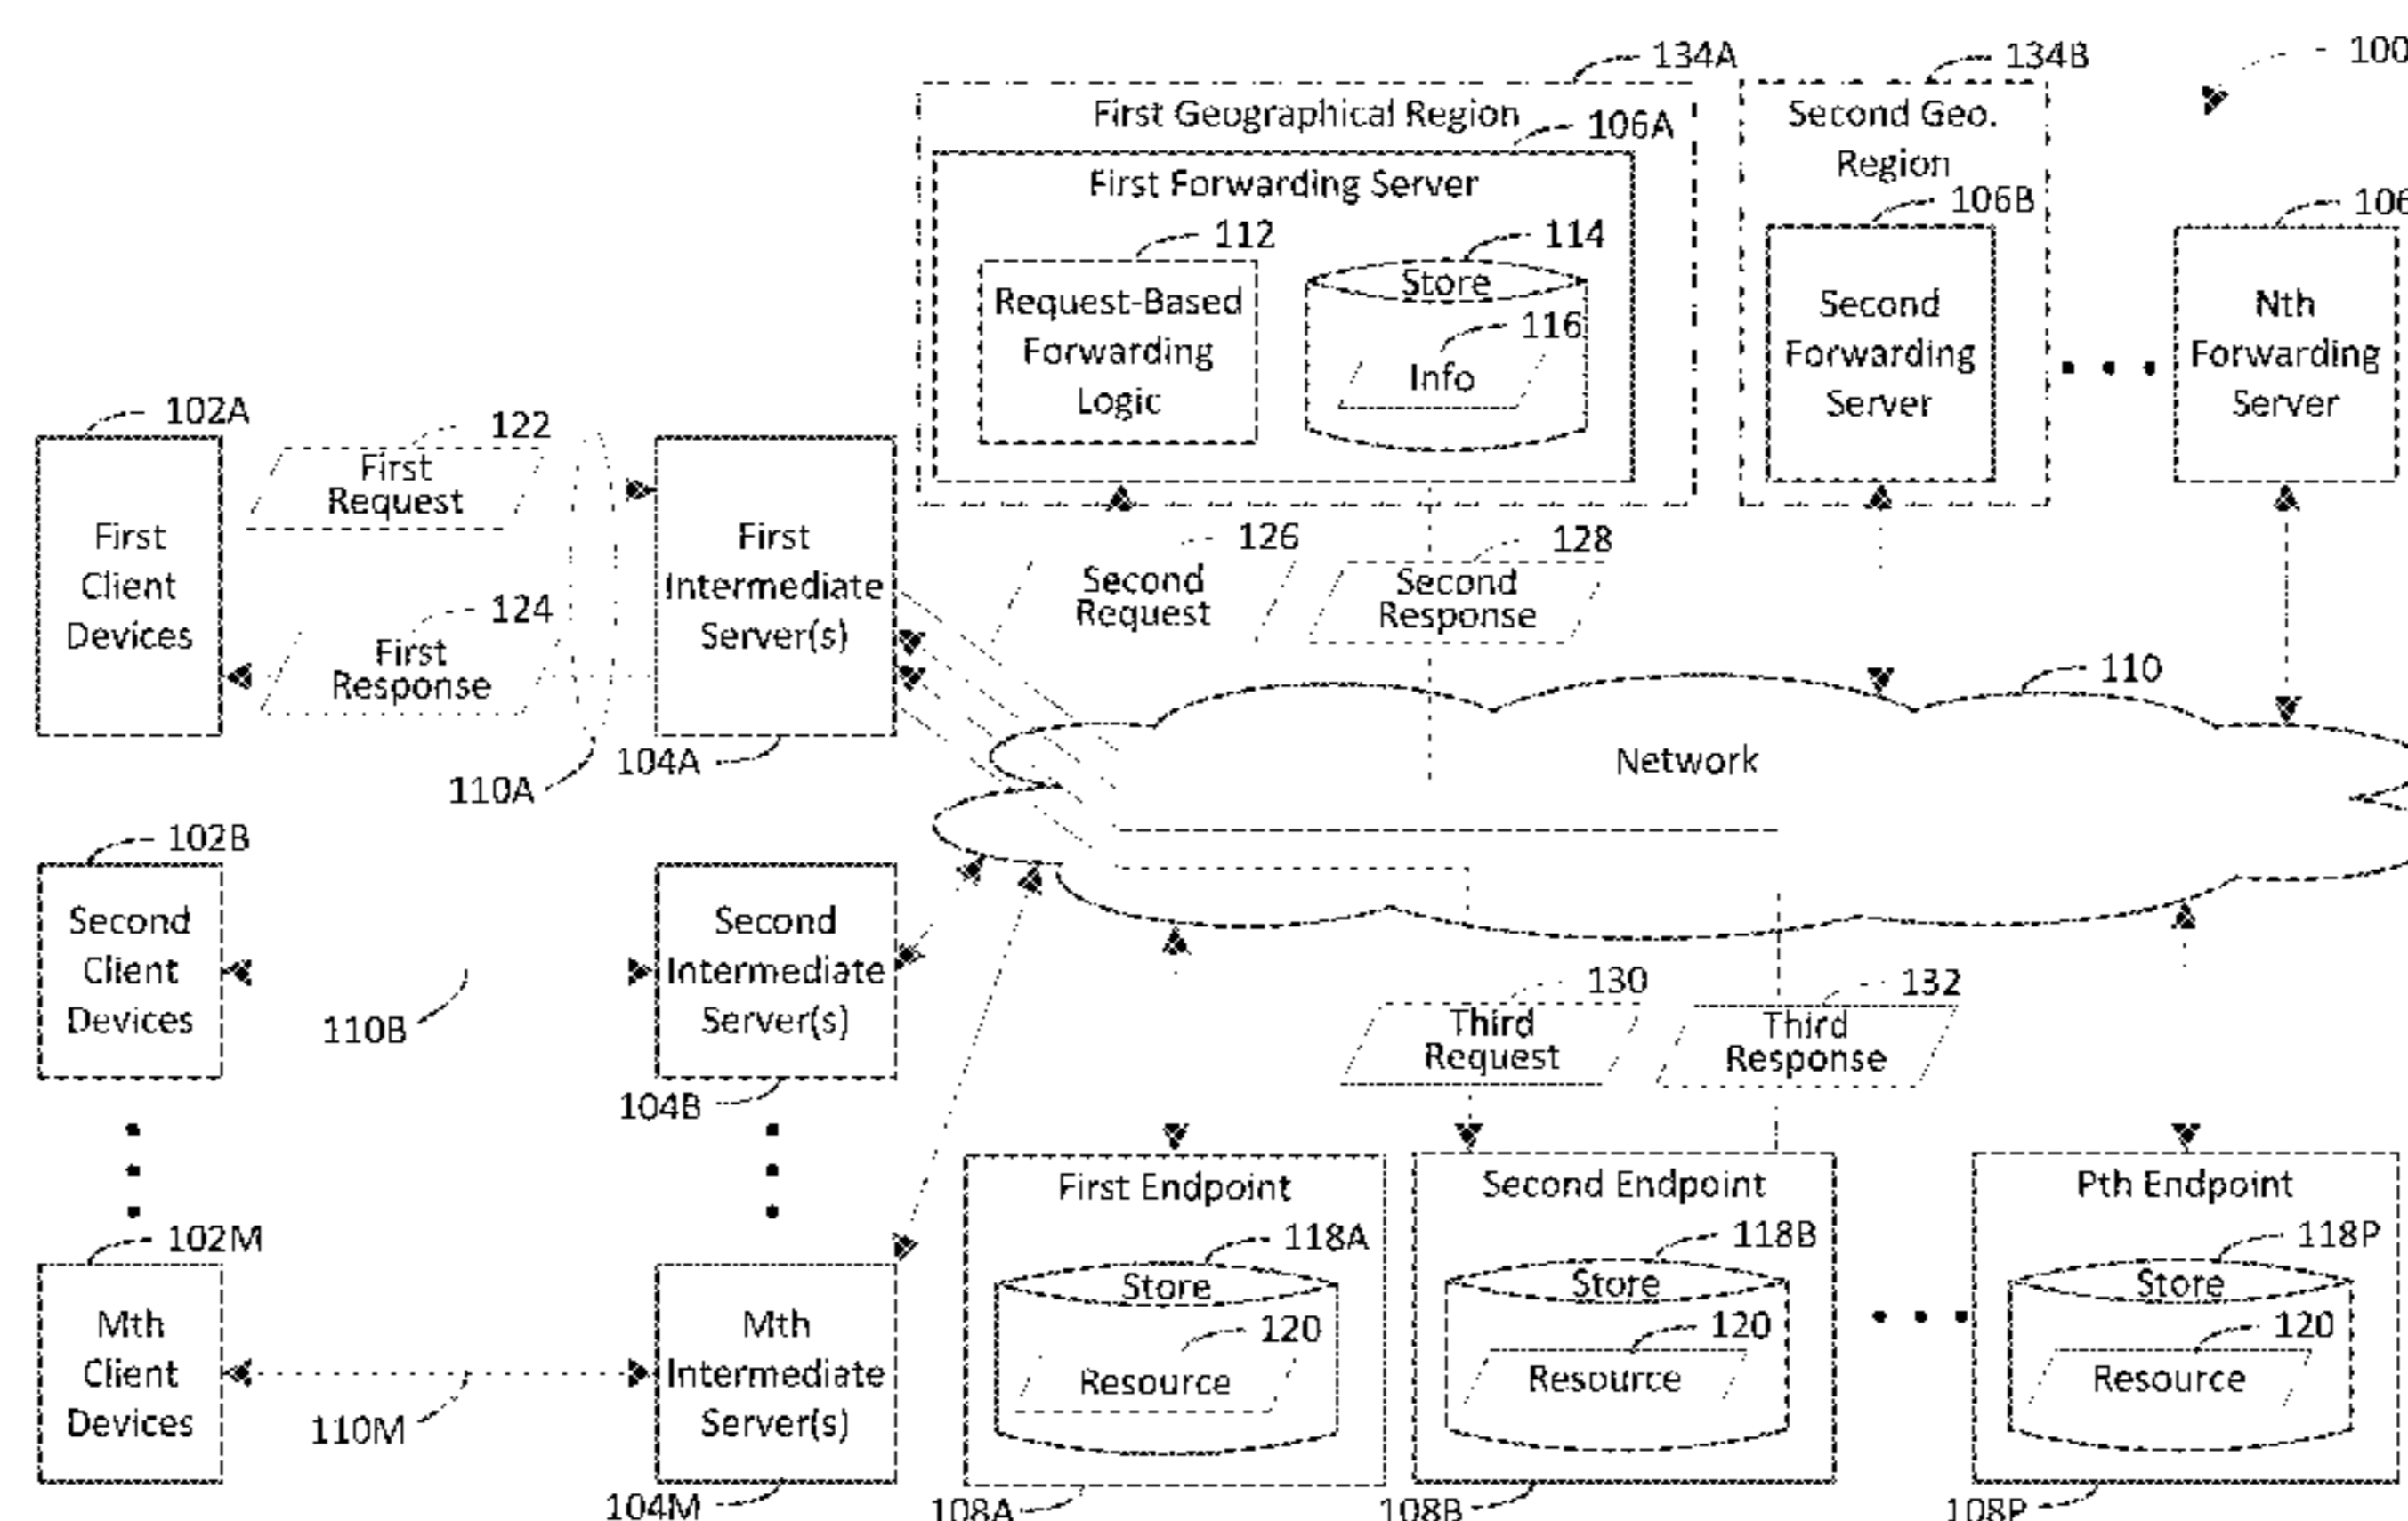 134A
134B
100
First Geographical Region
Second Geo.
Region
106A
First Forwarding Server
106B
106
112
114
Request-Based
Forwarding
Logic
Store
116
Info
Second
Forwarding
Server
Nth
Forwarding
Server
102A
122
First
Request
First
Client
Devices
124
First
Response
First
Intermediate
Server(s)
110A
104A
126
Second
Request
128
Second
Response
110
Network
102B
Second
Client
Devices
110B
Second
Intermediate
Server(s)
104B
130
Third
Request
132
Third
Response
102M
Mth
Client
Devices
110M
Mth
Intermediate
Server(s)
104M
First Endpoint
118A
Store
120
Resource
108A
Second Endpoint
118B
Store
120
Resource
108B
Pth Endpoint
118P
Store
120
Resource
108P